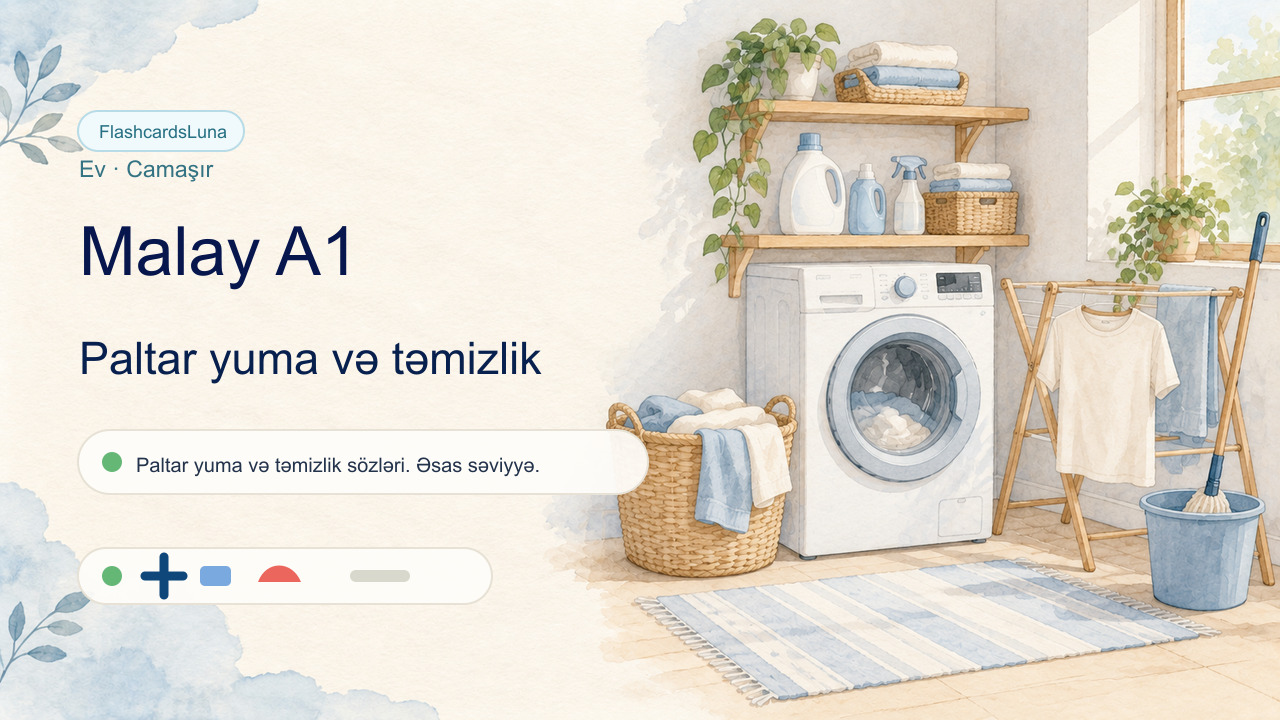 FlashcardsLuna
Ev · Camaşır
Malay A1
Paltar yuma və təmizlik
Paltar yuma və təmizlik sözləri. Əsas səviyyə.